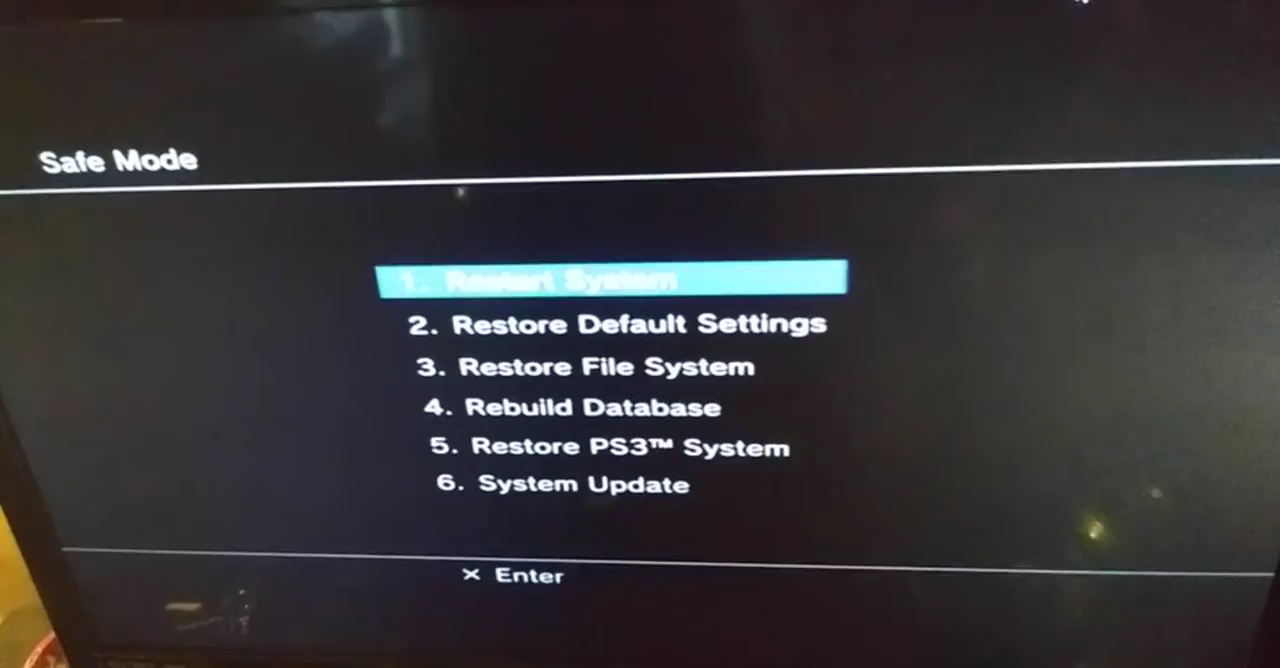 Safe Mode
1. Restart System
2. Restore Default Settings
3. Restore File System
4. Rebuild Database
5. Restore PS3™ System
6. System Update
✕ Enter